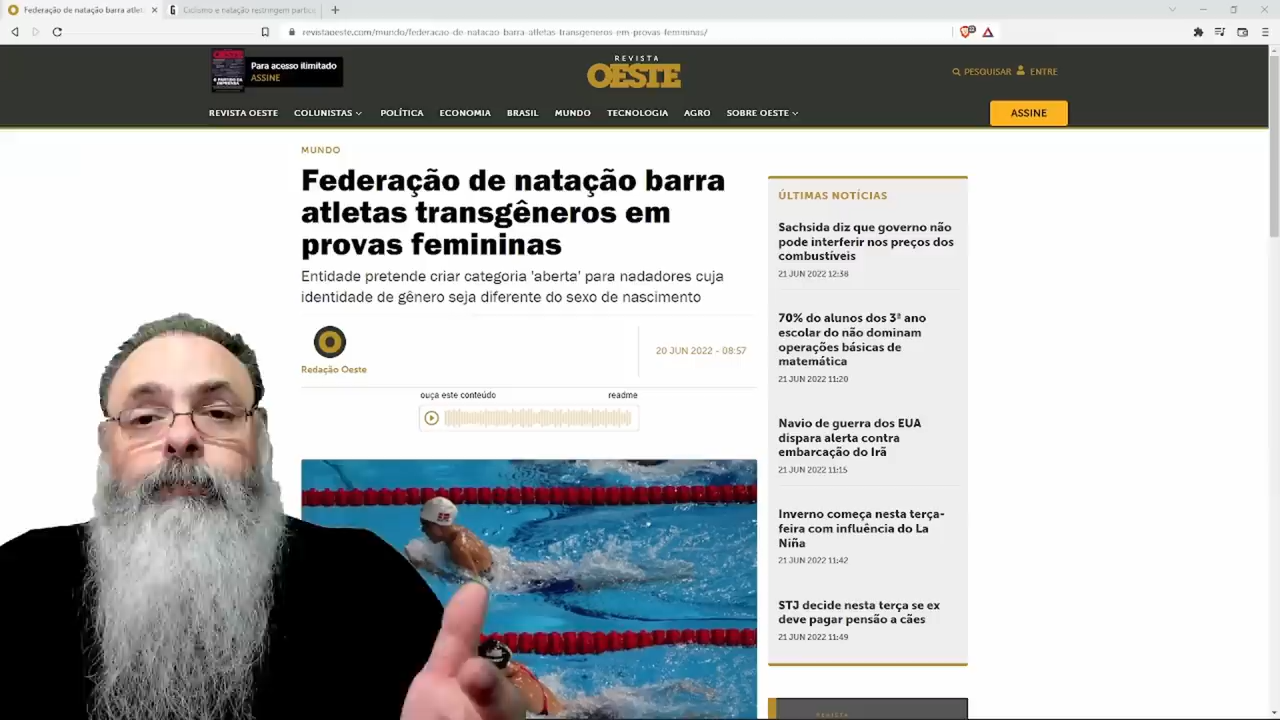 Federação de natação barra atlet
Ciclismo e natação restringem partici
revistaoeste.com/mundo/federacao-de-natacao-barra-atletas-transgeneros-em-provas-femininas/
Para acesso ilimitado
ASSINE
REVISTA
OESTE
PESQUISAR
ENTRE
REVISTA OESTE
COLUNISTAS
POLÍTICA
ECONOMIA
BRASIL
MUNDO
TECNOLOGIA
AGRO
SOBRE OESTE
ASSINE
MUNDO
Federação de natação barra
atletas transgêneros em
provas femininas
Entidade pretende criar categoria 'aberta' para nadadores cuja
identidade de gênero seja diferente do sexo de nascimento
Redação Oeste
20 JUN 2022 - 08:57
ouça este conteúdo
readme
ÚLTIMAS NOTÍCIAS
Sachsida diz que governo não
pode interferir nos preços dos
combustíveis
21 JUN 2022 12:38
70% do alunos dos 3ª ano
escolar do não dominam
operações básicas de
matemática
21 JUN 2022 11:20
Navio de guerra dos EUA
dispara alerta contra
embarcação do Irã
21 JUN 2022 11:15
Inverno começa nesta terça-
feira com influência do La
Niña
21 JUN 2022 11:42
STJ decide nesta terça se ex
deve pagar pensão a cães
21 JUN 2022 11:49
REVISTA